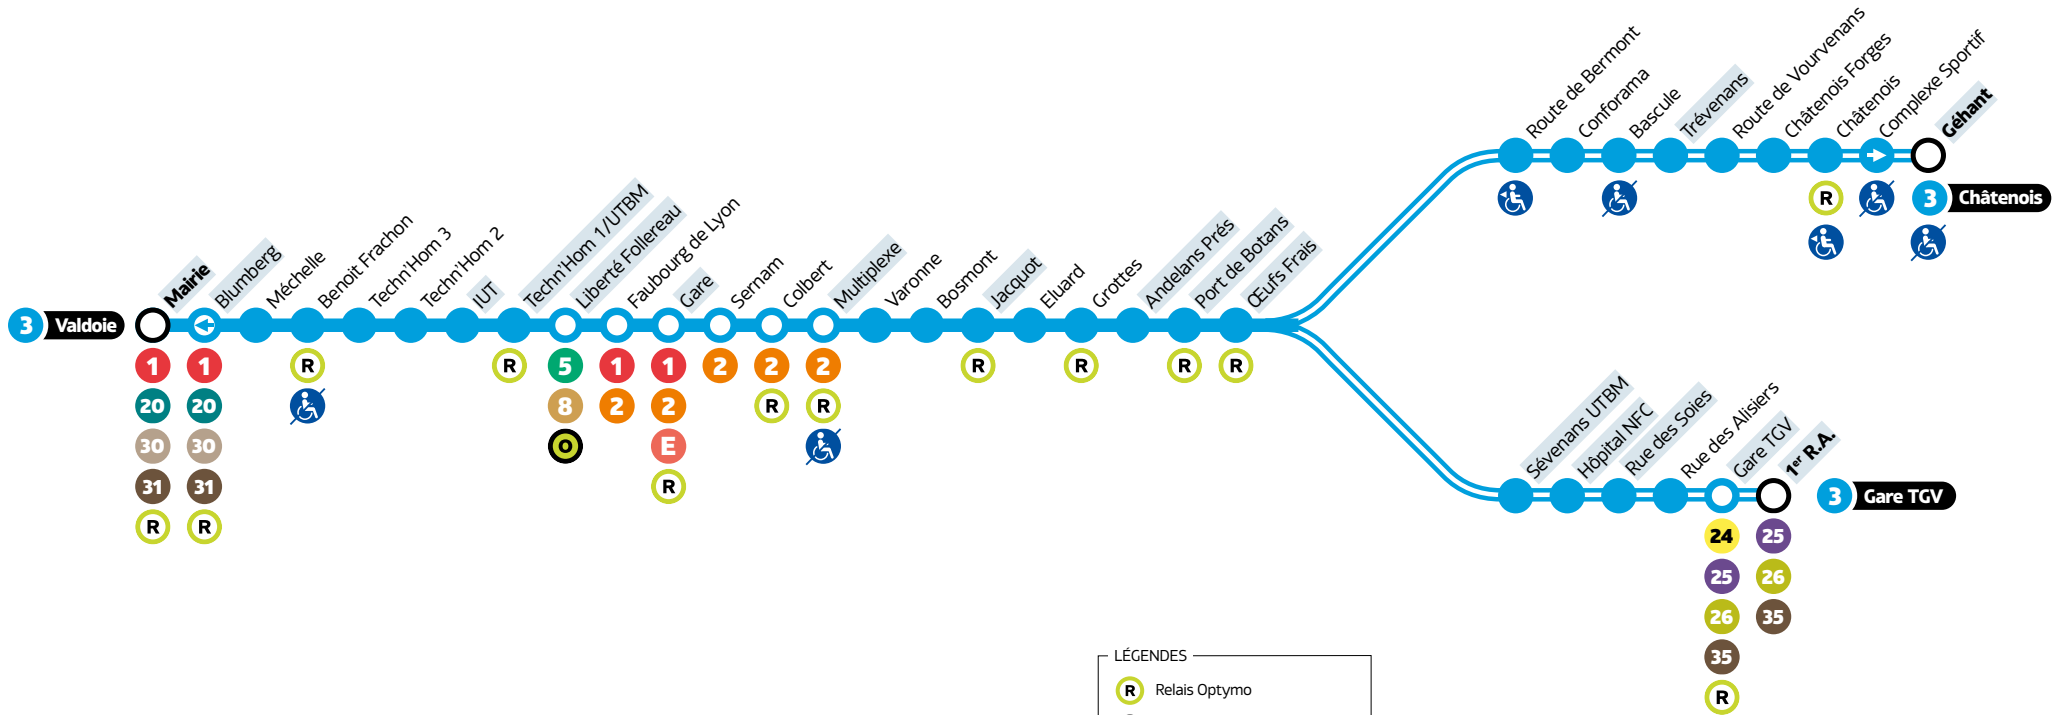 Route de Bermont
Conforama
Bascule
Trévenans
Route de Vourvenans
Châtenois Forges
Châtenois
Complexe Sportif
Géhant
R
3 Châtenois
3 Valdoie
Mairie
Blumberg
Méchelle
Benoit Frachon
Techn'Hom 3
Techn'Hom 2
IUT
Techn'Hom 1/UTBM
Liberté Follereau
Faubourg de Lyon
Gare
Sernam
Colbert
Multiplexe
Varonne
Bosmont
Jacquot
Eluard
Grottes
Andelans Prés
Port de Botans
Œufs Frais
1 1 R R 5 1 1 2 2 2 R R R R
20 20 8 2 2 R R
30 30 O E
31 31 R
R R
Sévenans UTBM
Hôpital NFC
Rue des Soies
Rue des Alisiers
Gare TGV
1er R.A.
3 Gare TGV
24 25
25 26
26 35
35
R
LÉGENDES
R Relais Optymo